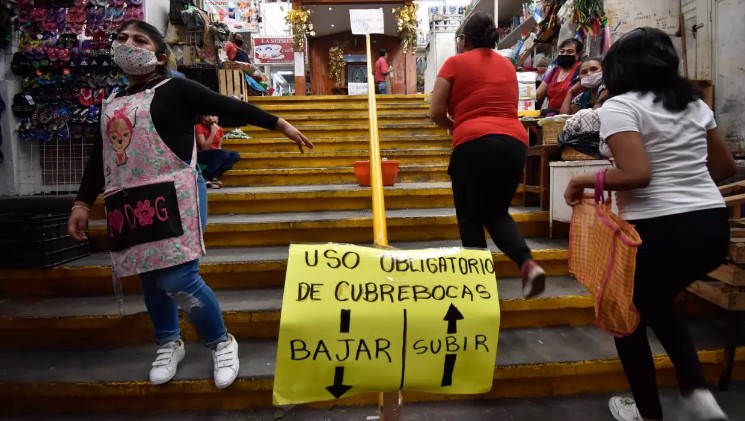 USO OBLIGATORIO
DE CUBREBOCAS
BAJAR
SUBIR
I ♥ DOG